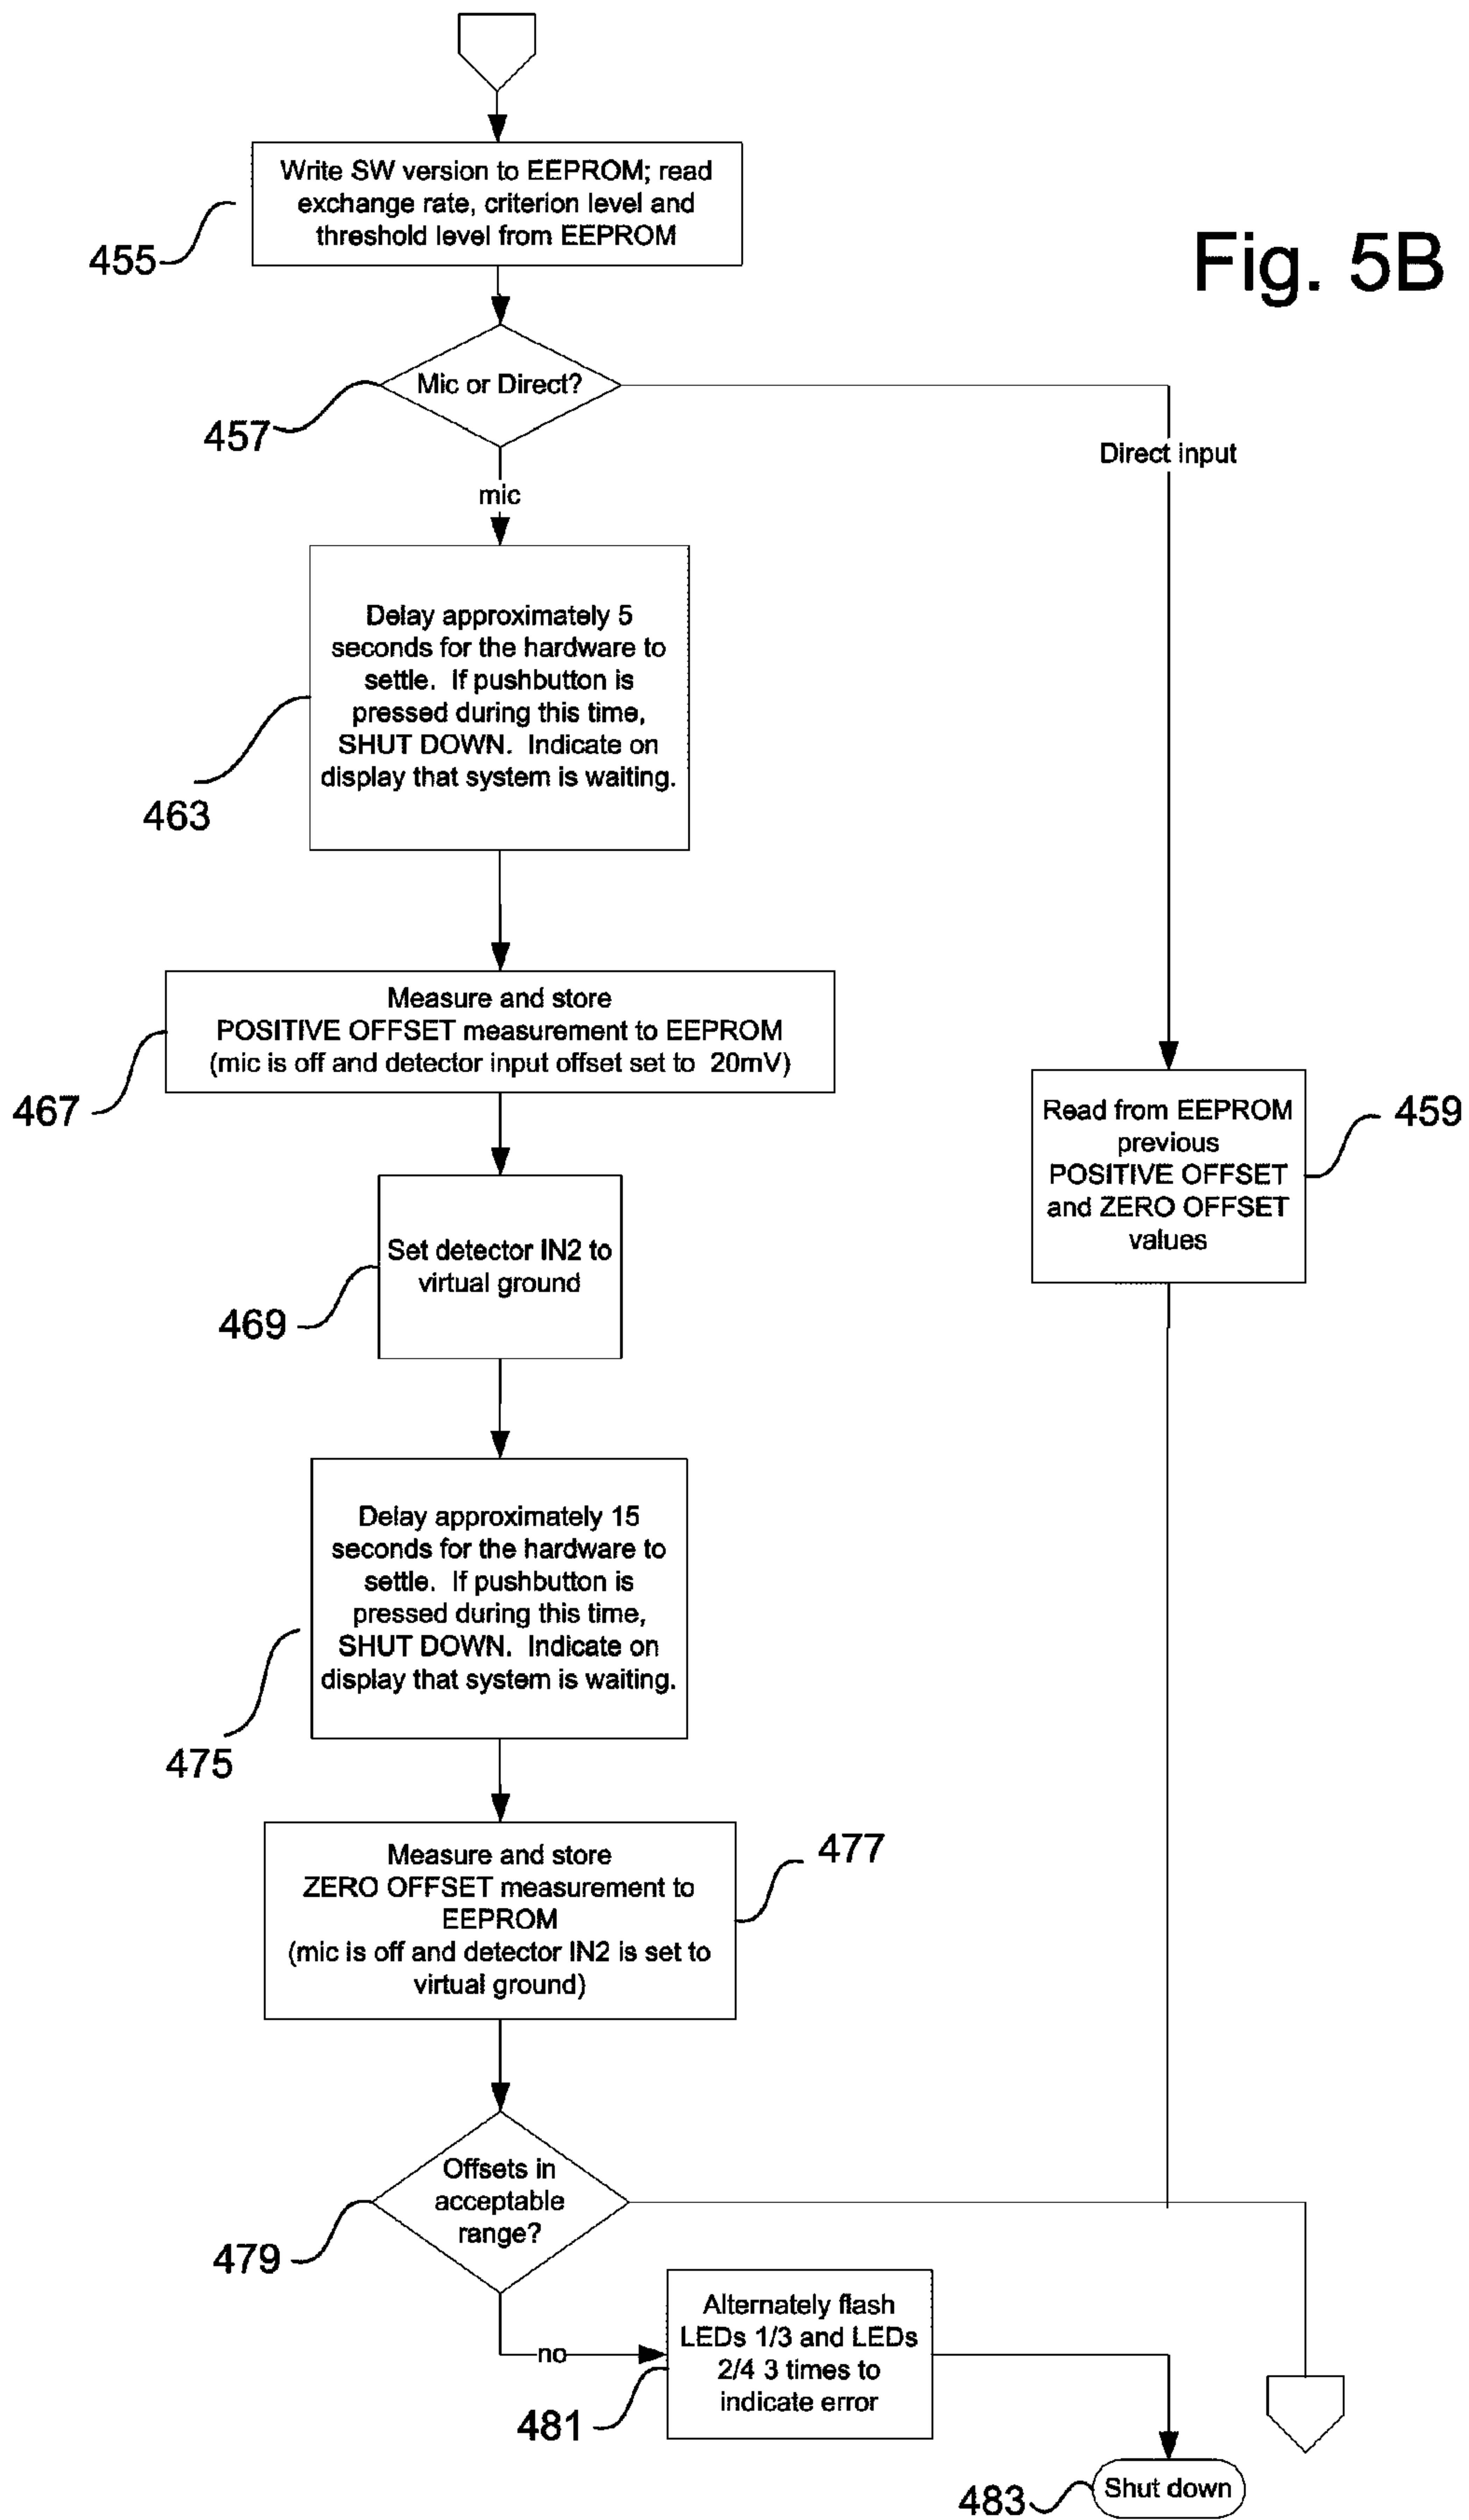 Write SW version to EEPROM; read
exchange rate, criterion level and
threshold level from EEPROM
455
Fig. 5B
Mic or Direct?
457
Direct input
mic
Delay approximately 5
seconds for the hardware to
settle. If pushbutton is
pressed during this time,
SHUT DOWN. Indicate on
display that system is waiting.
463
Measure and store
POSITIVE OFFSET measurement to EEPROM
(mic is off and detector input offset set to 20mV)
467
Read from EEPROM
previous
POSITIVE OFFSET
and ZERO OFFSET
values
459
Set detector IN2 to
virtual ground
469
Delay approximately 15
seconds for the hardware to
settle. If pushbutton is
pressed during this time,
SHUT DOWN. Indicate on
display that system is waiting.
475
Measure and store
ZERO OFFSET measurement to
EEPROM
(mic is off and detector IN2 is set to
virtual ground)
477
Offsets in
acceptable
range?
479
no
Alternately flash
LEDs 1/3 and LEDs
2/4 3 times to
indicate error
481
Shut down
483